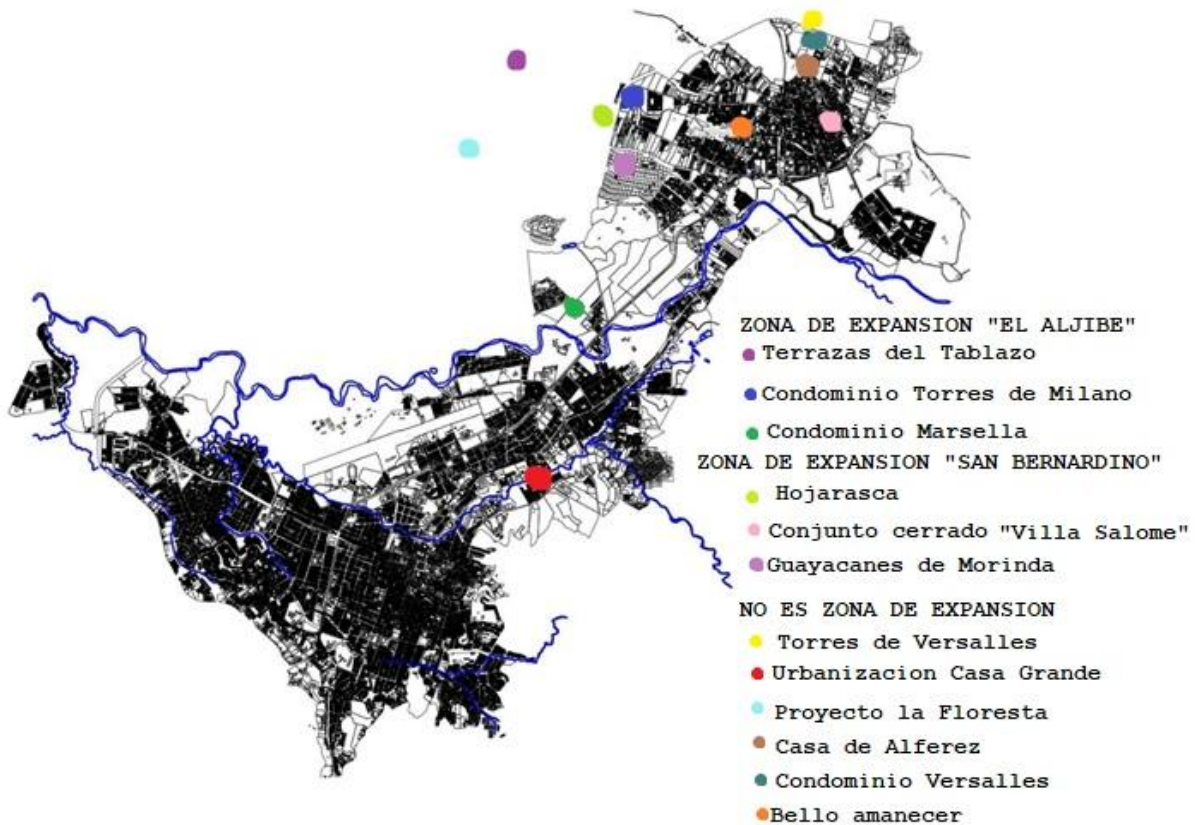 ZONA DE EXPANSION "EL ALJIBE"
Terrazas del Tablazo
Condominio Torres de Milano
Condominio Marsella
ZONA DE EXPANSION "SAN BERNARDINO"
Hojarasca
Conjunto cerrado "Villa Salome"
Guayacanes de Morinda
NO ES ZONA DE EXPANSION
Torres de Versalles
Urbanizacion Casa Grande
Proyecto la Floresta
Casa de Alferez
Condominio Versalles
Bello amanecer